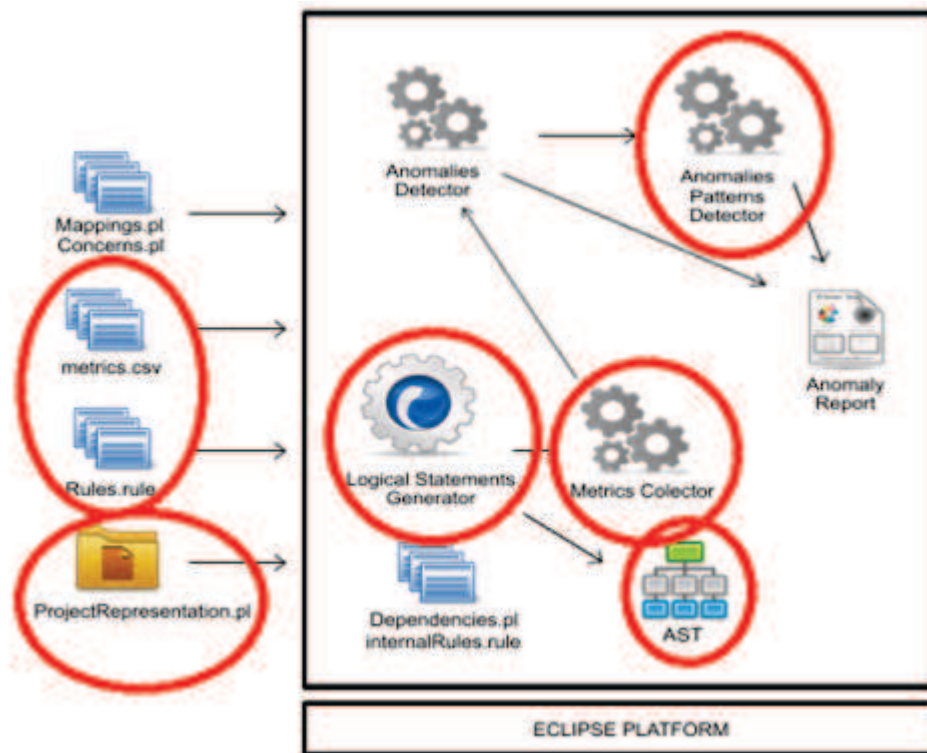 Anomalies
Detector
Anomalies
Patterns
Detector
Mappings.pl
Concerns.pl
metrics.csv
Anomaly
Report
Rules.rule
Logical Statements
Generator
Metrics Colector
ProjectRepresentation.pl
Dependencies.pl
internalRules.rule
AST
ECLIPSE PLATFORM